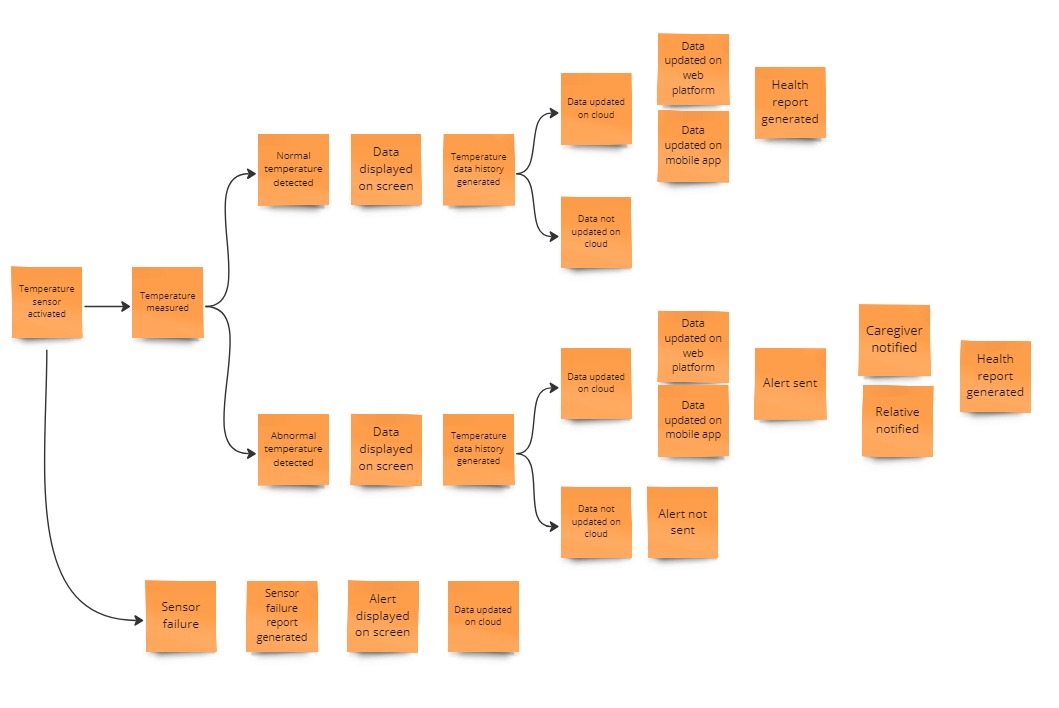 Temperature
sensor
activated
Temperature
measured
Normal
temperature
detected
Data
displayed
on screen
Temperature
data history
generated
Data updated
on cloud
Data
updated on
web
platform
Data
updated on
mobile app
Health
report
generated
Data not
updated on
cloud
Abnormal
temperature
detected
Data
displayed
on screen
Temperature
data history
generated
Data updated
on cloud
Data
updated on
web
platform
Data
updated on
mobile app
Alert sent
Caregiver
notified
Relative
notified
Health
report
generated
Data not
updated on
cloud
Alert not
sent
Sensor
failure
Sensor
failure
report
generated
Alert
displayed
on screen
Data updated
on cloud